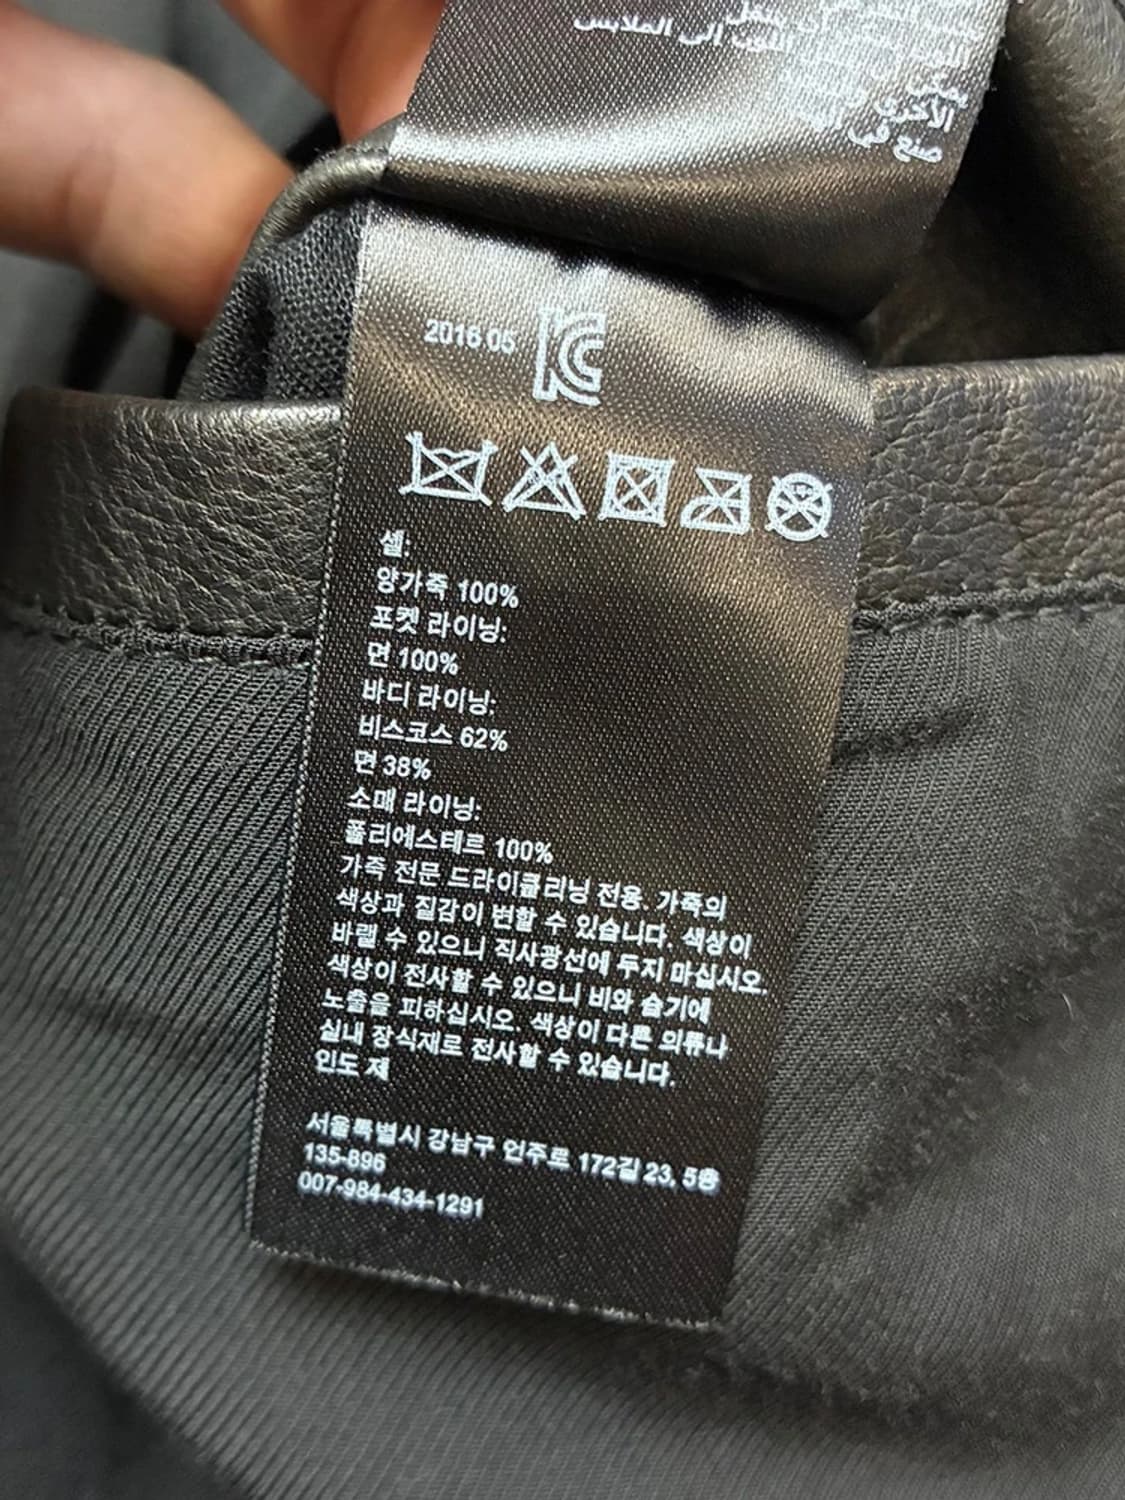 اللون إلى الملابس
الأخرى
صنع في
2016 05
셀:
양가죽 100%
포켓 라이닝:
면 100%
바디 라이닝:
비스코스 62%
면 38%
소매 라이닝:
폴리에스테르 100%
가죽 전문 드라이클리닝 전용. 가죽의
색상과 질감이 변할 수 있습니다. 색상이
바랠 수 있으니 직사광선에 두지 마십시오.
색상이 전사할 수 있으니 비와 습기에
노출을 피하십시오. 색상이 다른 의류나
실내 장식재로 전사할 수 있습니다.
인도 제
서울특별시 강남구 언주로 172길 23, 5층
135-896
007-984-434-1291